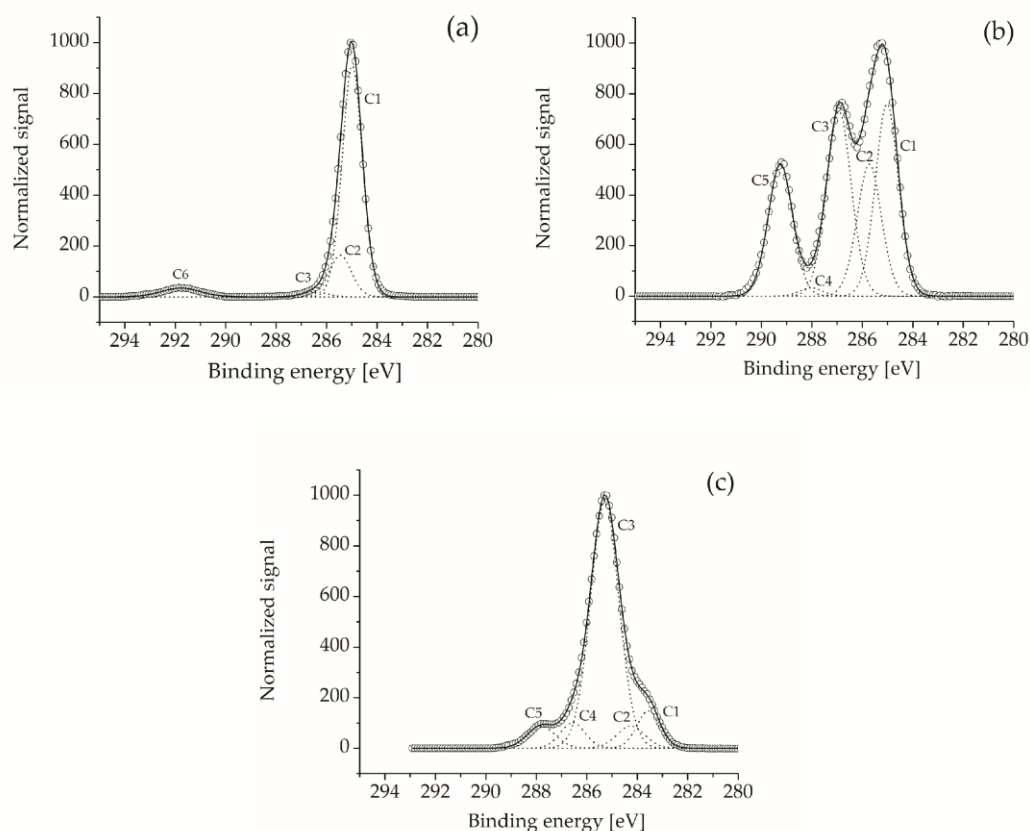 (a)
Normalized signal
1000
800
600
400
200
0
C1
C2
C3
C6
294 292 290 288 286 284 282 280
Binding energy [eV]
(b)
Normalized signal
1000
800
600
400
200
0
C5
C3
C2
C1
C4
294 292 290 288 286 284 282 280
Binding energy [eV]
(c)
Normalized signal
1000
800
600
400
200
0
C3
C5
C4
C2
C1
294 292 290 288 286 284 282 280
Binding energy [eV]